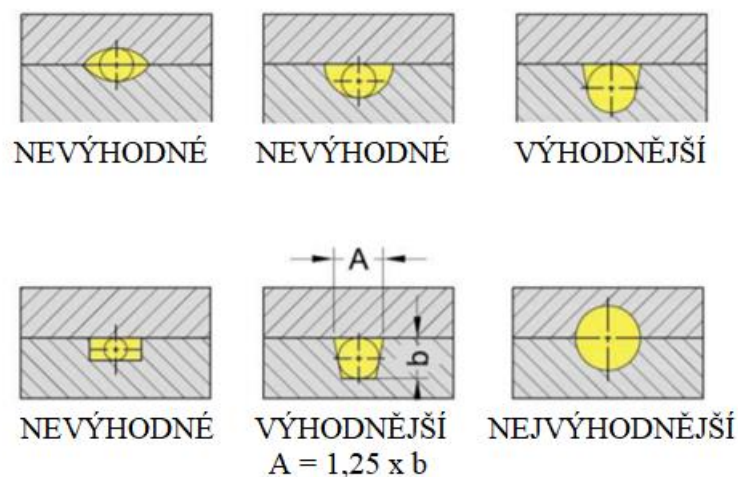 NEVÝHODNÉ NEVÝHODNÉ VÝHODNĚJŠÍ
A
b
NEVÝHODNÉ VÝHODNĚJŠÍ NEJVÝHODNĚJŠÍ
A = 1,25 x b